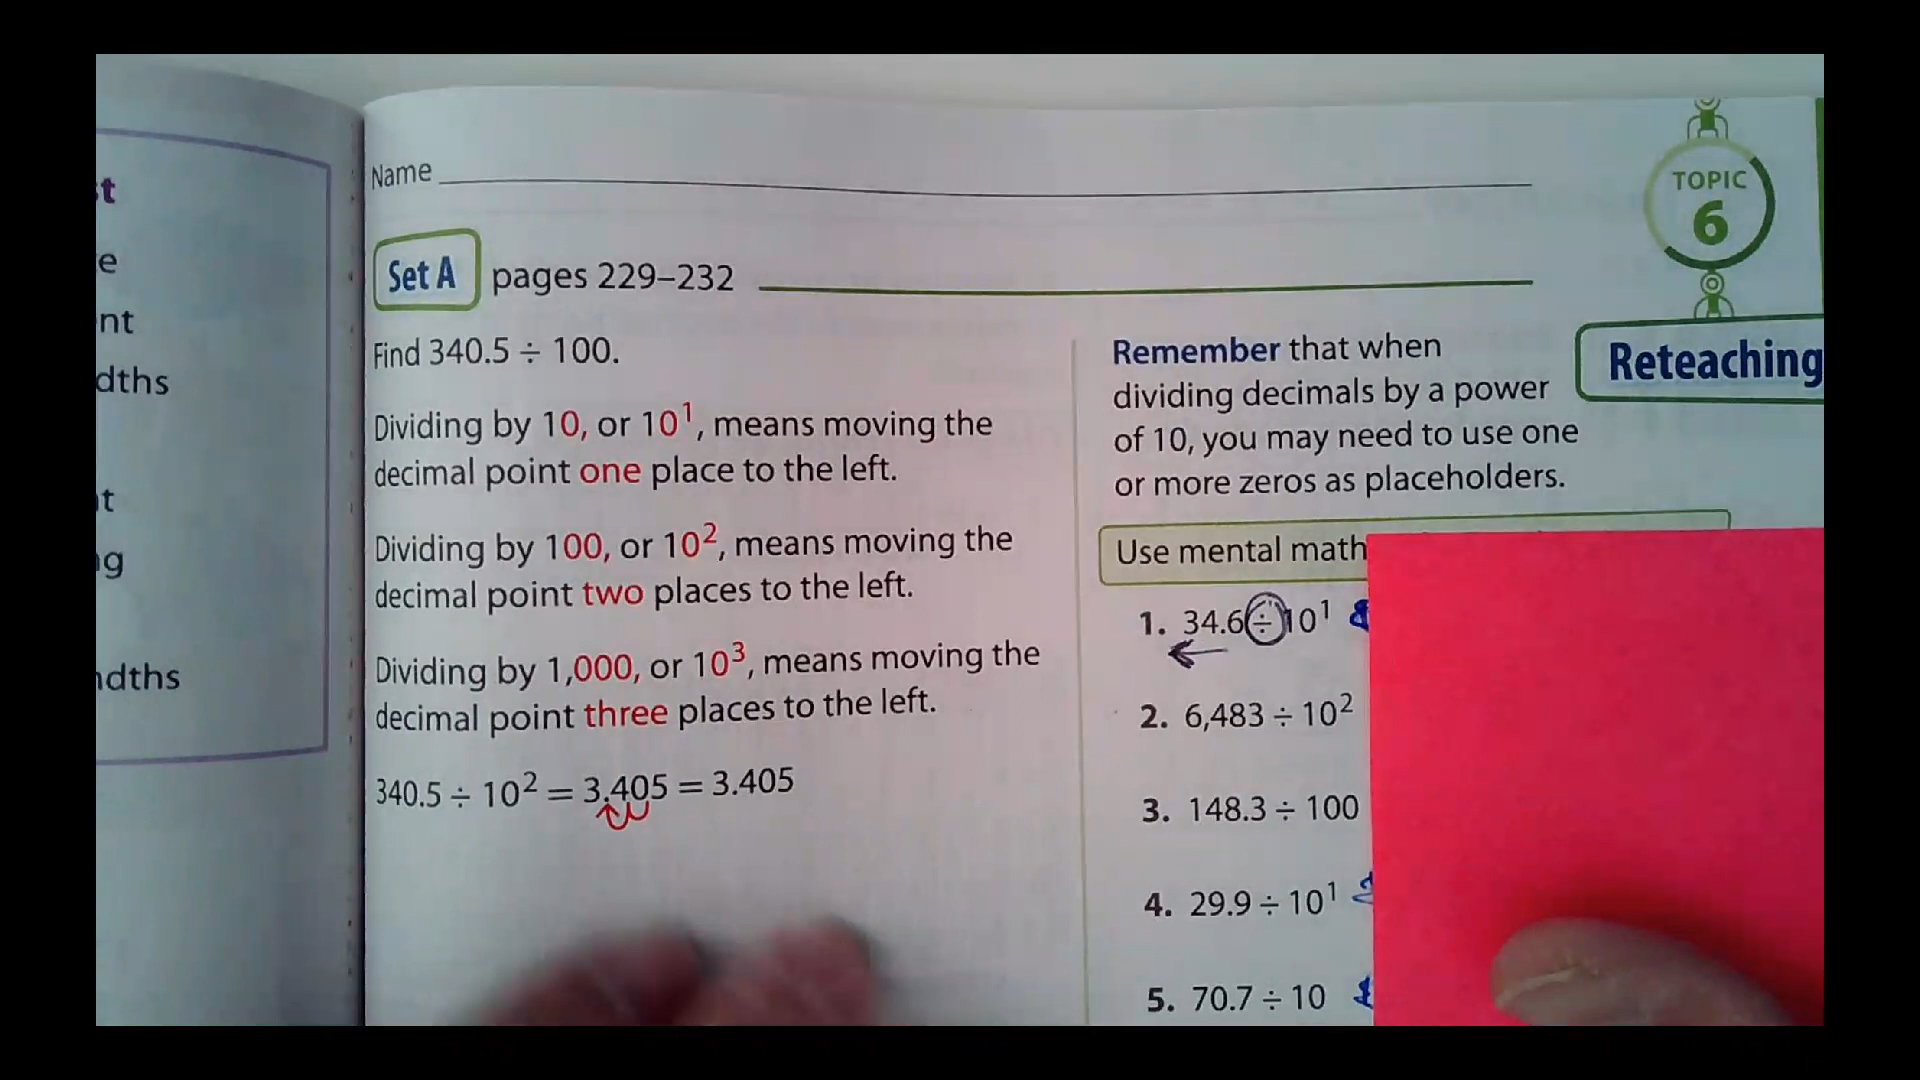 st
e
nt
dths
t
ng
ndths
Name
TOPIC
6
Set A pages 229–232
Find 340.5 ÷ 100.
Dividing by 10, or 10¹, means moving the
decimal point one place to the left.
Dividing by 100, or 10², means moving the
decimal point two places to the left.
Dividing by 1,000, or 10³, means moving the
decimal point three places to the left.
340.5 ÷ 10² = 3.405 = 3.405
Reteaching
Remember that when
dividing decimals by a power
of 10, you may need to use one
or more zeros as placeholders.
Use mental math
1. 34.6 ÷ 10¹
2. 6,483 ÷ 10²
3. 148.3 ÷ 100
4. 29.9 ÷ 10¹
5. 70.7 ÷ 10